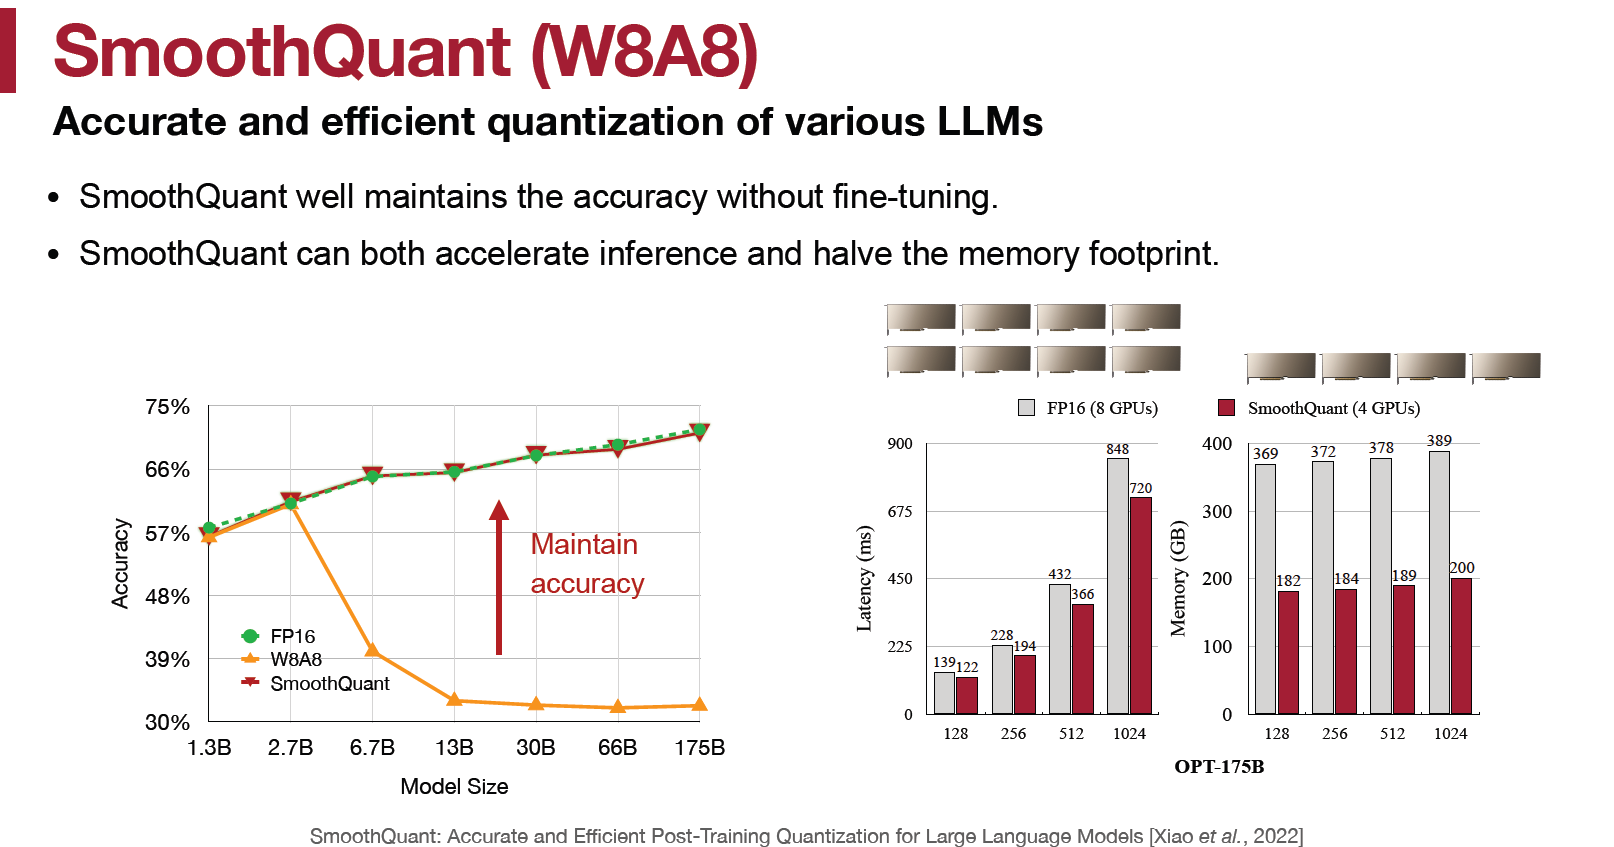 SmoothQuant (W8A8)
Accurate and efficient quantization of various LLMs
• SmoothQuant well maintains the accuracy without fine-tuning.
• SmoothQuant can both accelerate inference and halve the memory footprint.
75%
66%
57%
48%
39%
30%
Accuracy
FP16
W8A8
SmoothQuant
Maintain
accuracy
1.3B 2.7B 6.7B 13B 30B 66B 175B
Model Size
FP16 (8 GPUs) SmoothQuant (4 GPUs)
900
675
450
225
0
Latency (ms)
139 122 228 194 432 366 848 720
128 256 512 1024
400
300
200
100
0
Memory (GB)
369 182 372 184 378 189 389 200
128 256 512 1024
OPT-175B
SmoothQuant: Accurate and Efficient Post-Training Quantization for Large Language Models [Xiao et al., 2022]